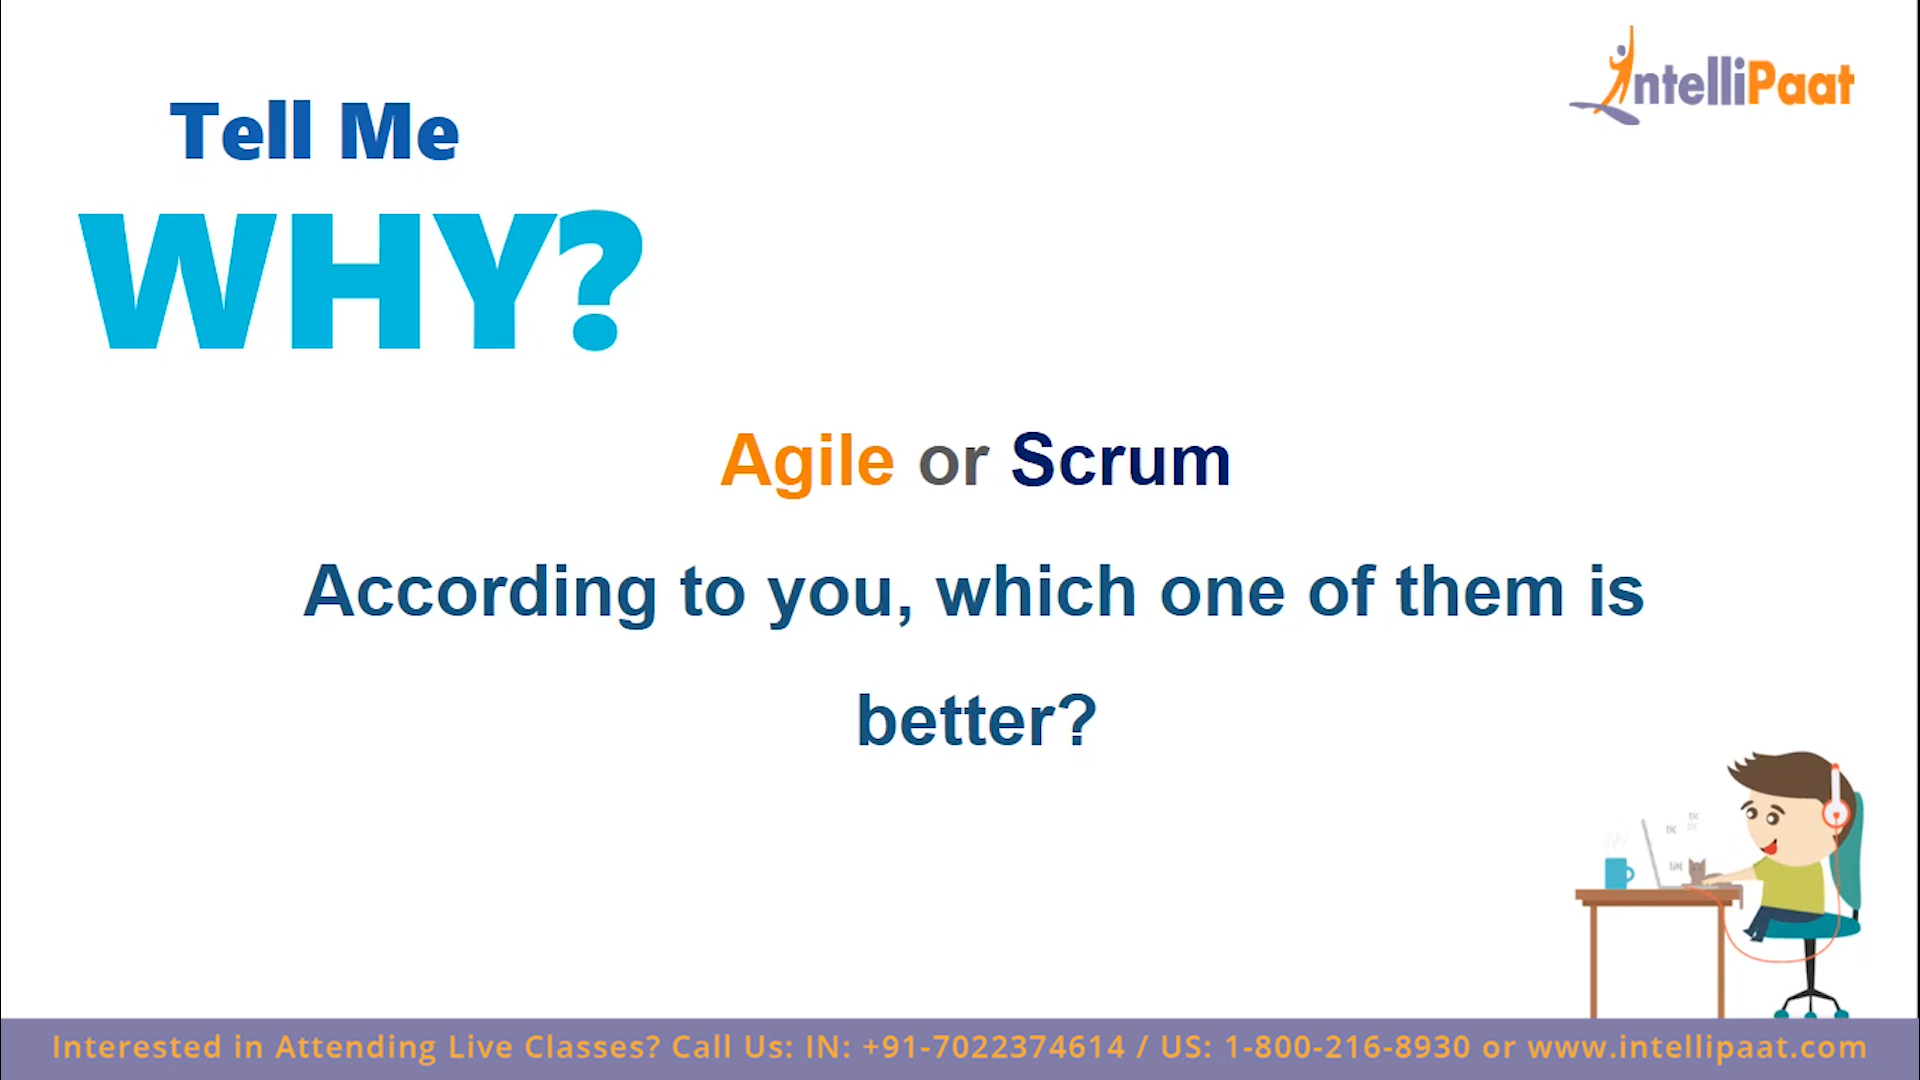 IntelliPaat
Tell Me
WHY?
Agile or Scrum
According to you, which one of them is
better?
Interested in Attending Live Classes? Call Us: IN: +91-7022374614 / US: 1-800-216-8930 or www.intellipaat.com